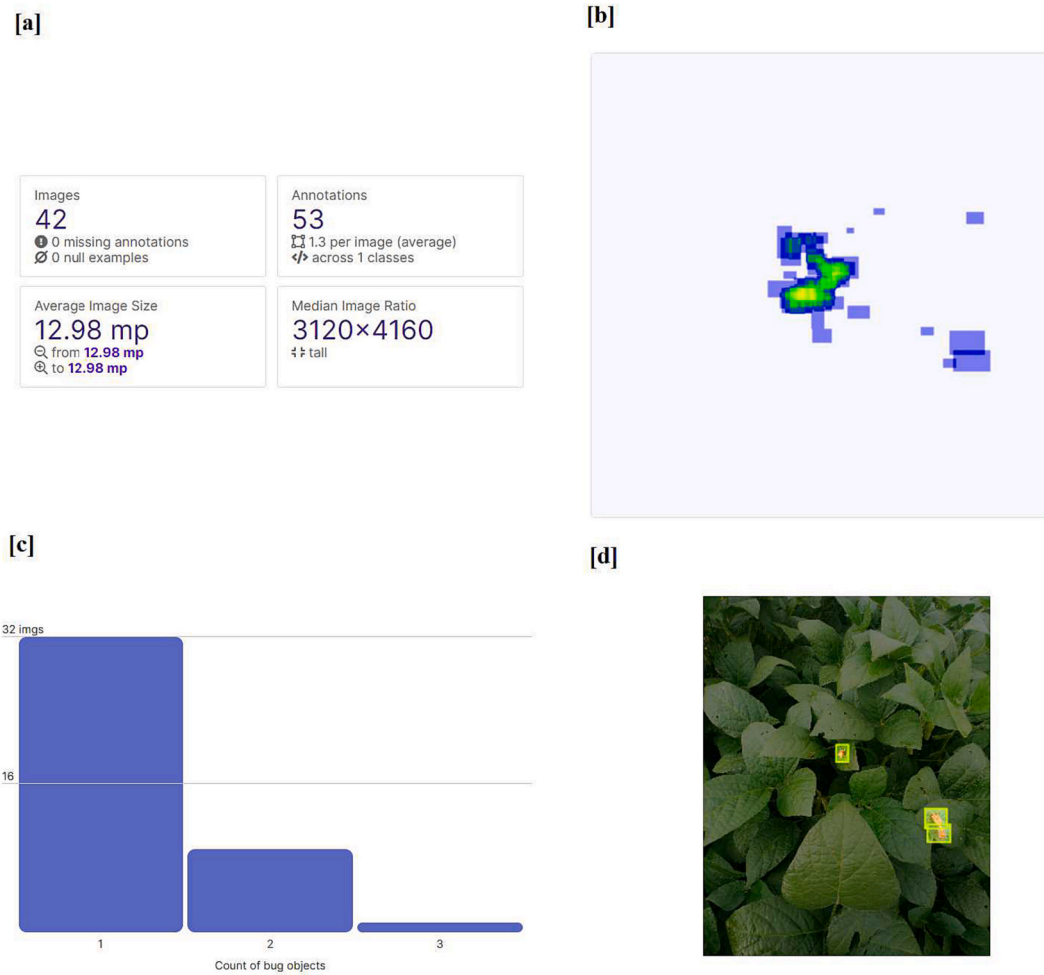 [a]
[b]
Images
42
0 missing annotations
0 null examples
Annotations
53
1.3 per image (average)
across 1 classes
Average Image Size
12.98 mp
from 12.98 mp
to 12.98 mp
Median Image Ratio
3120×4160
tall
[c]
32 imgs
16
1 2 3
Count of bug objects
[d]